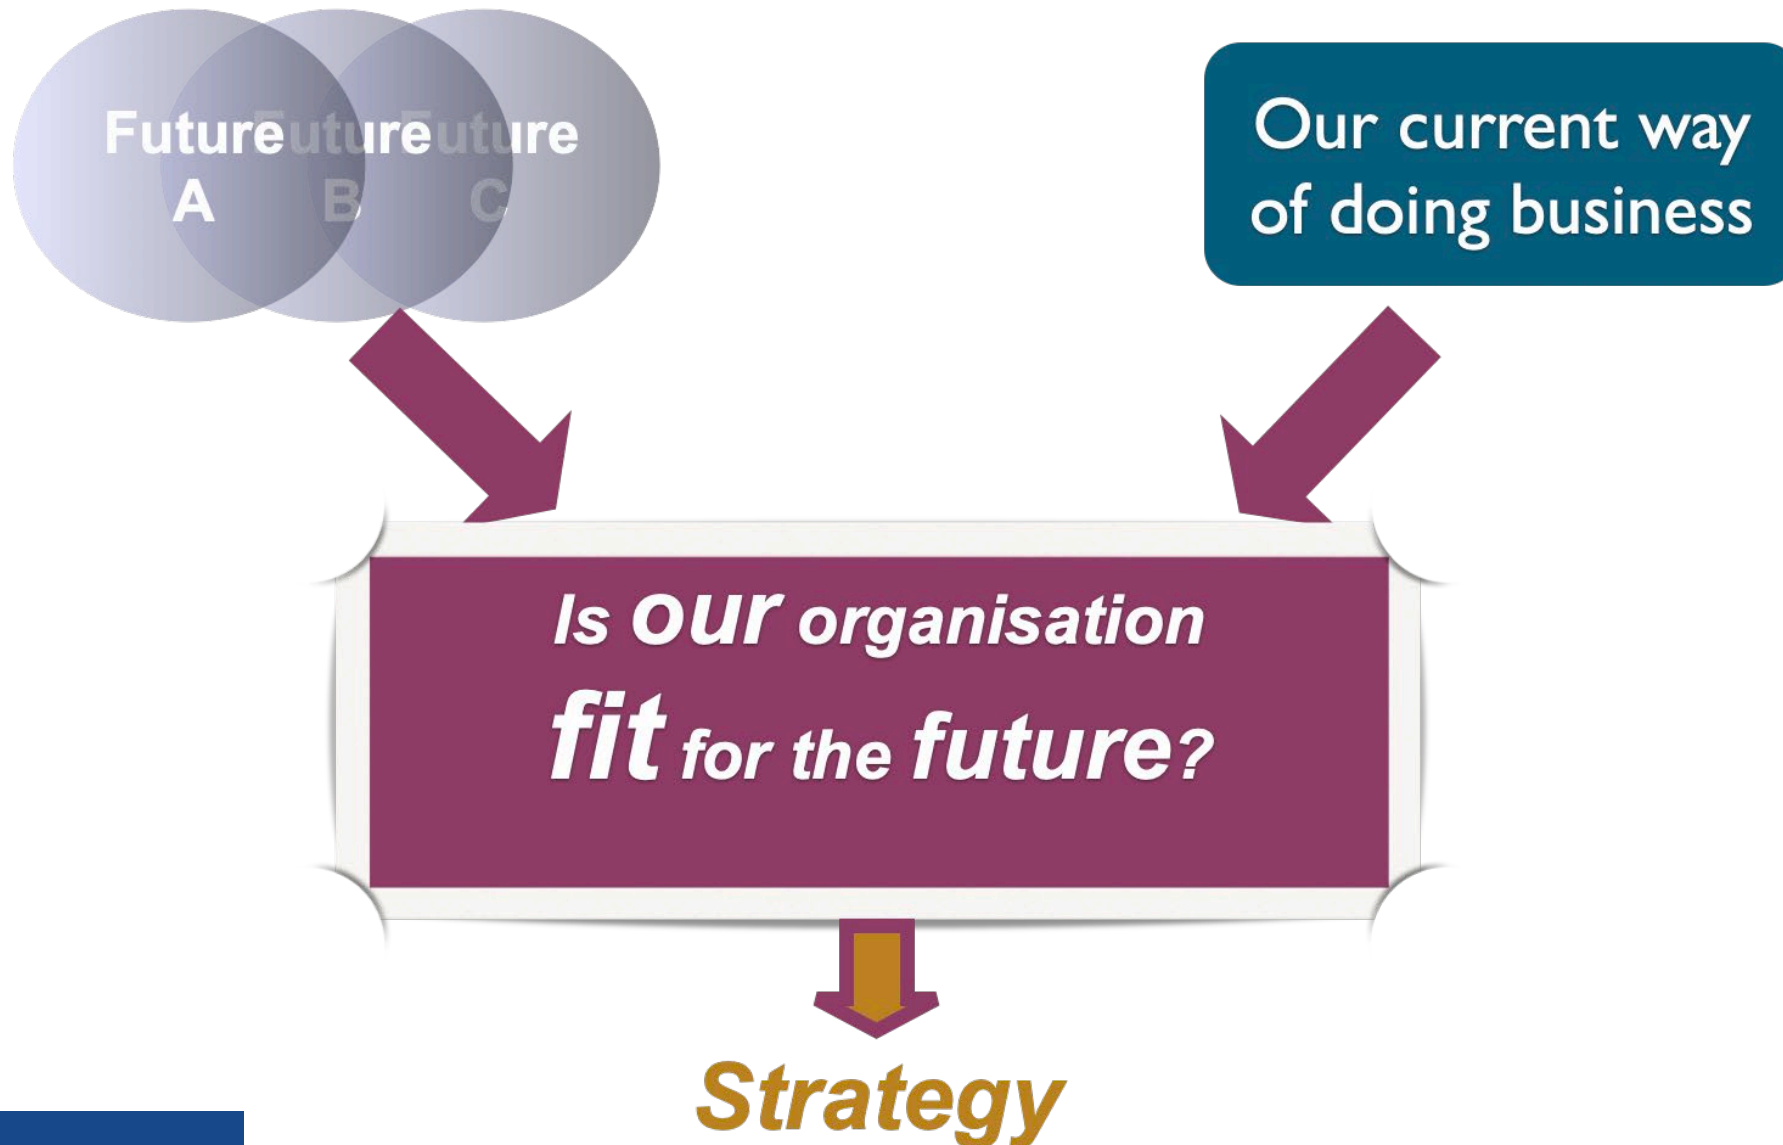 Future Future Future
A B C
Our current way
of doing business
Is our organisation
fit for the future?
Strategy